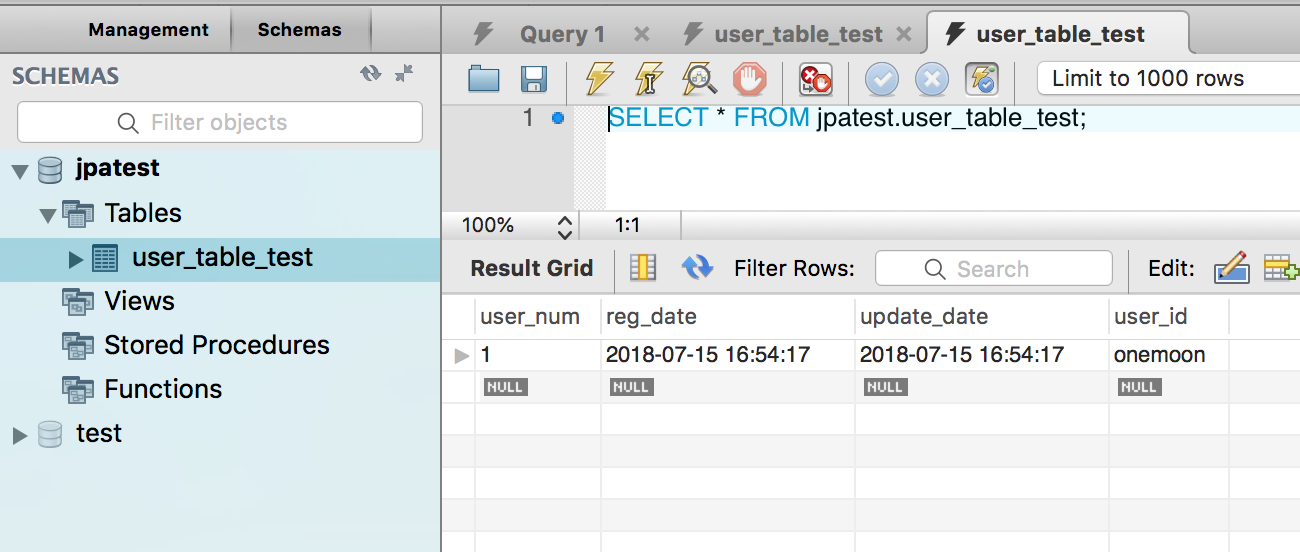 Management Schemas
SCHEMAS
Filter objects
jpatest
Tables
user_table_test
Views
Stored Procedures
Functions
test
Query 1 user_table_test user_table_test
Limit to 1000 rows
1 SELECT * FROM jpatest.user_table_test;
100% 1:1
Result Grid Filter Rows: Search Edit:
user_num reg_date update_date user_id
1 2018-07-15 16:54:17 2018-07-15 16:54:17 onemoon
NULL NULL NULL NULL